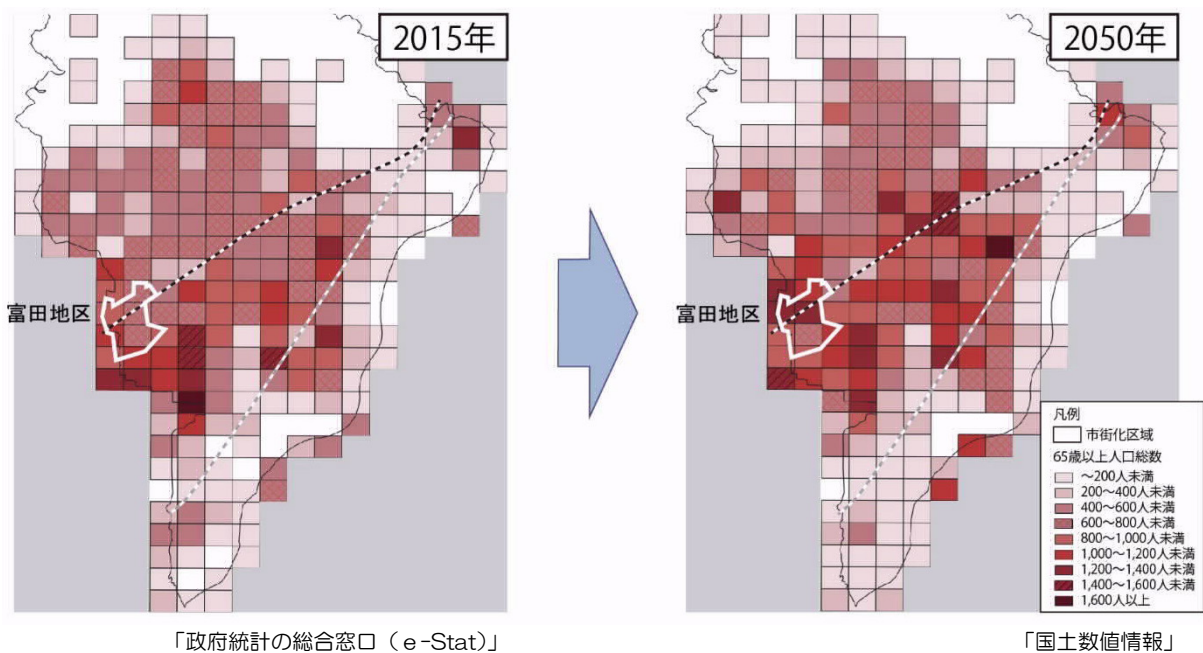 2015年
2050年
富田地区
富田地区
凡例
市街化区域
65歳以上人口総数
～200人未満
200～400人未満
400～600人未満
600～800人未満
800～1,000人未満
1,000～1,200人未満
1,200～1,400人未満
1,400～1,600人未満
1,600人以上
「政府統計の総合窓口（e-Stat）」
「国土数値情報」